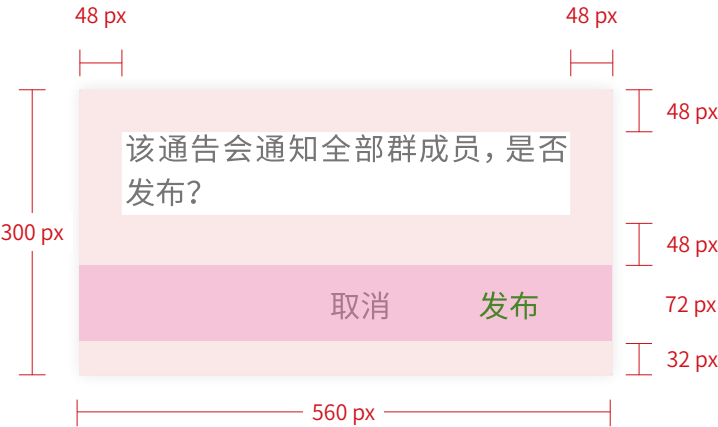 48 px
48 px
48 px
该通告会通知全部群成员，是否
发布？
300 px
48 px
取消
发布
72 px
32 px
560 px